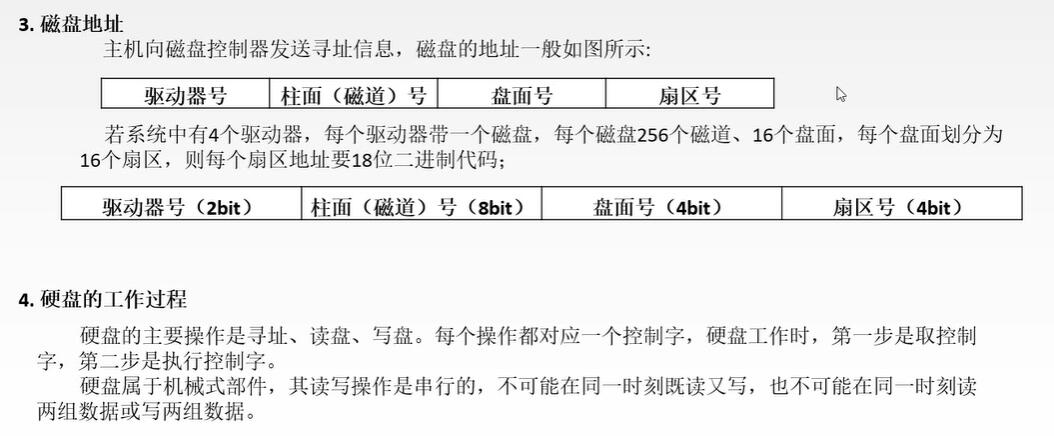 3. 磁盘地址
主机向磁盘控制器发送寻址信息，磁盘的地址一般如图所示:
驱动器号 柱面（磁道）号 盘面号 扇区号
若系统中有4个驱动器，每个驱动器带一个磁盘，每个磁盘256个磁道、16个盘面，每个盘面划分为
16个扇区，则每个扇区地址要18位二进制代码；
驱动器号（2bit） 柱面（磁道）号（8bit） 盘面号（4bit） 扇区号（4bit）
4. 硬盘的工作过程
硬盘的主要操作是寻址、读盘、写盘。每个操作都对应一个控制字，硬盘工作时，第一步是取控制
字，第二步是执行控制字。
硬盘属于机械式部件，其读写操作是串行的，不可能在同一时刻既读又写，也不可能在同一时刻读
两组数据或写两组数据。